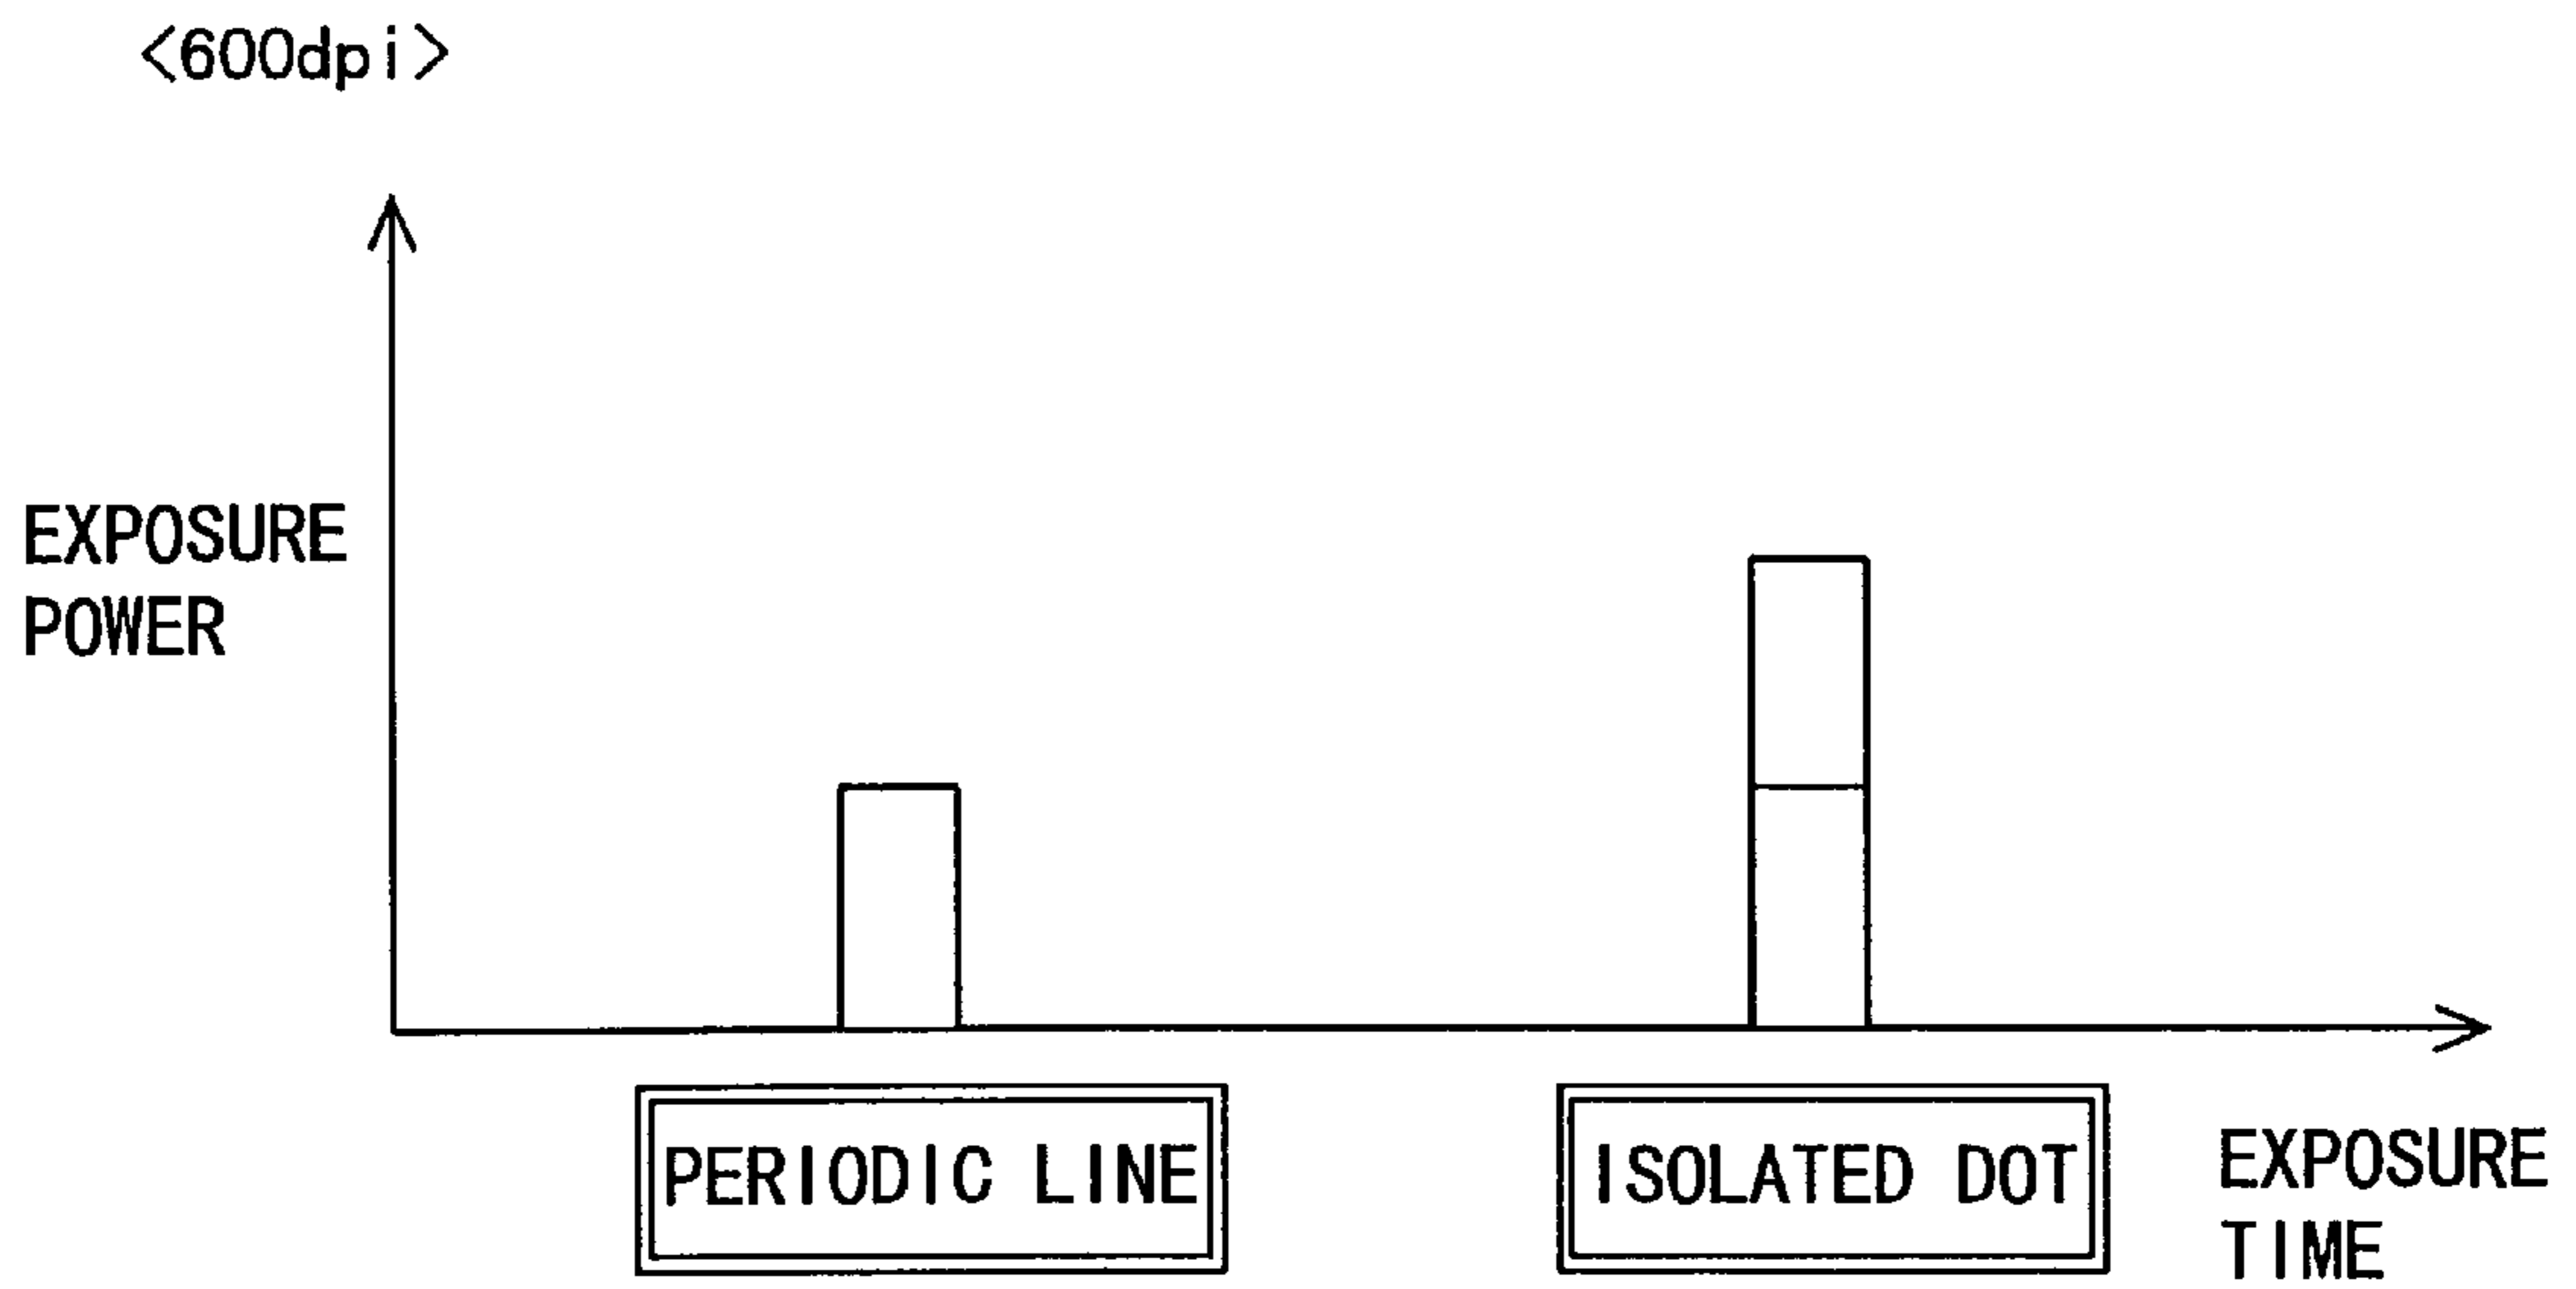 <600dpi>
EXPOSURE
POWER
PERIODIC LINE
ISOLATED DOT
EXPOSURE
TIME